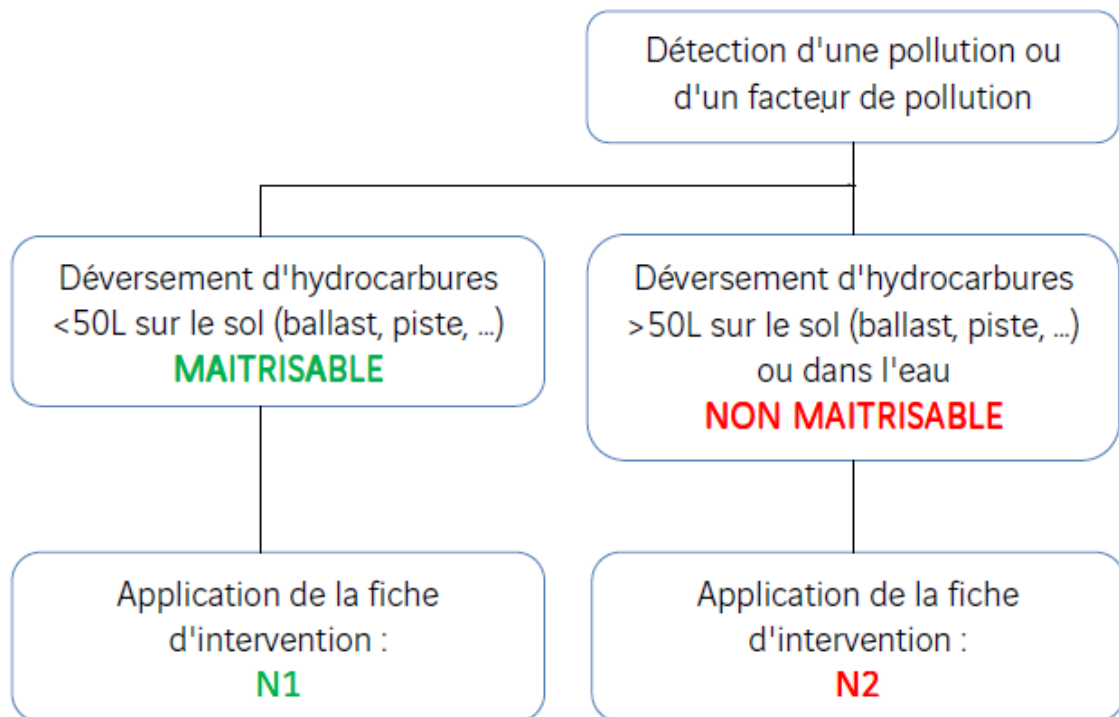 Détection d'une pollution ou
d'un facteur de pollution
Déversement d'hydrocarbures
<50L sur le sol (ballast, piste, ...)
MAITRISABLE
Déversement d'hydrocarbures
>50L sur le sol (ballast, piste, ...)
ou dans l'eau
NON MAITRISABLE
Application de la fiche
d'intervention :
N1
Application de la fiche
d'intervention :
N2